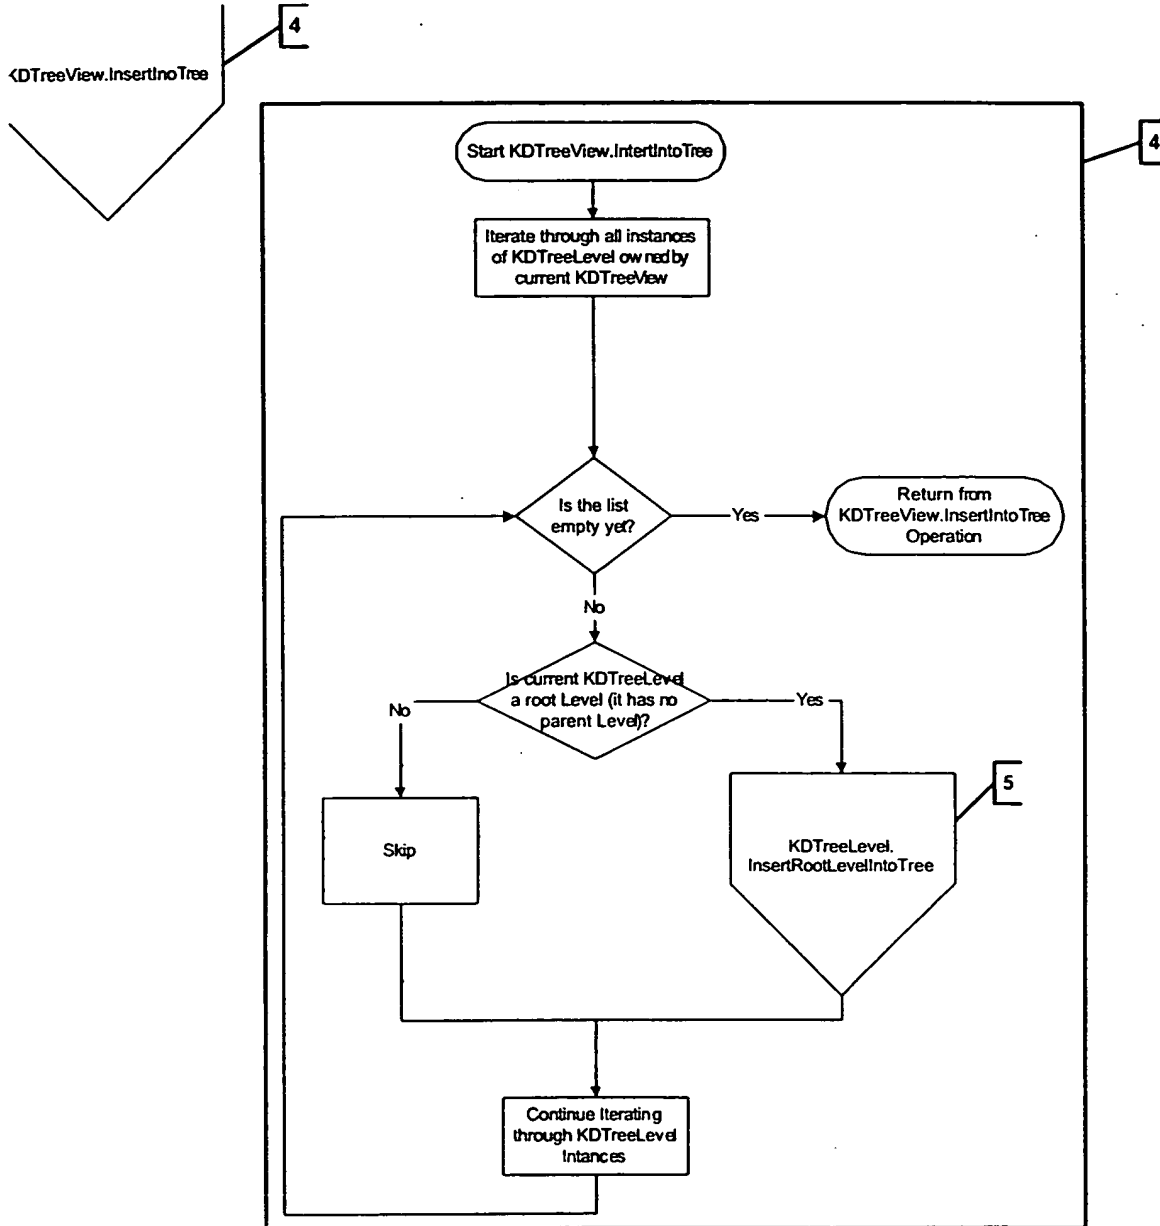 4
KDTreeView.InsertInoTree
4
Start KDTreeView.IntertIntoTree
Iterate through all instances
of KDTreeLevel owned by
current KDTreeView
Is the list
empty yet?
Yes
Return from
KDTreeView.InsertIntoTree
Operation
No
Is current KDTreeLevel
a root Level (it has no
parent Level)?
No
Yes
5
Skip
KDTreeLevel.
InsertRootLevelIntoTree
Continue Iterating
through KDTreeLevel
Intances